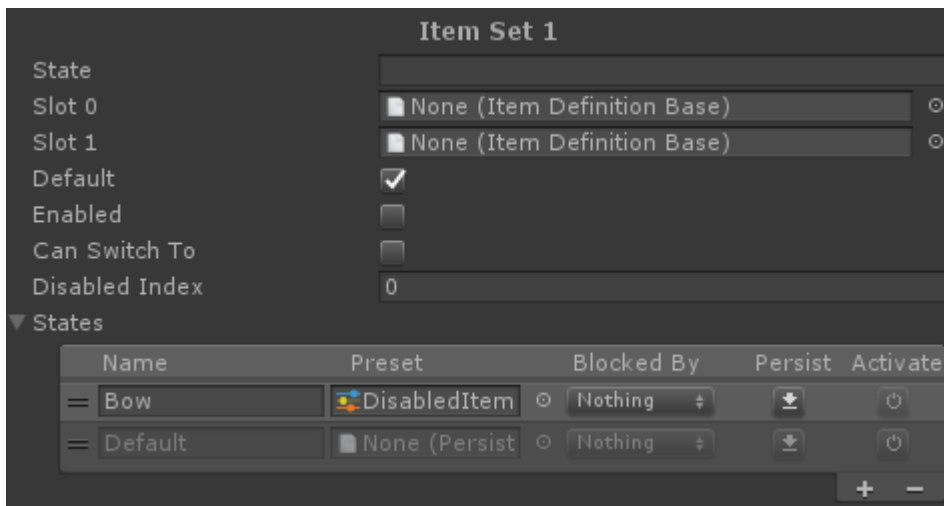 Item Set 1
State
Slot 0 None (Item Definition Base)
Slot 1 None (Item Definition Base)
Default
Enabled
Can Switch To
Disabled Index 0
States
Name Preset Blocked By Persist Activate
Bow DisabledItem Nothing
Default None (Persist Nothing